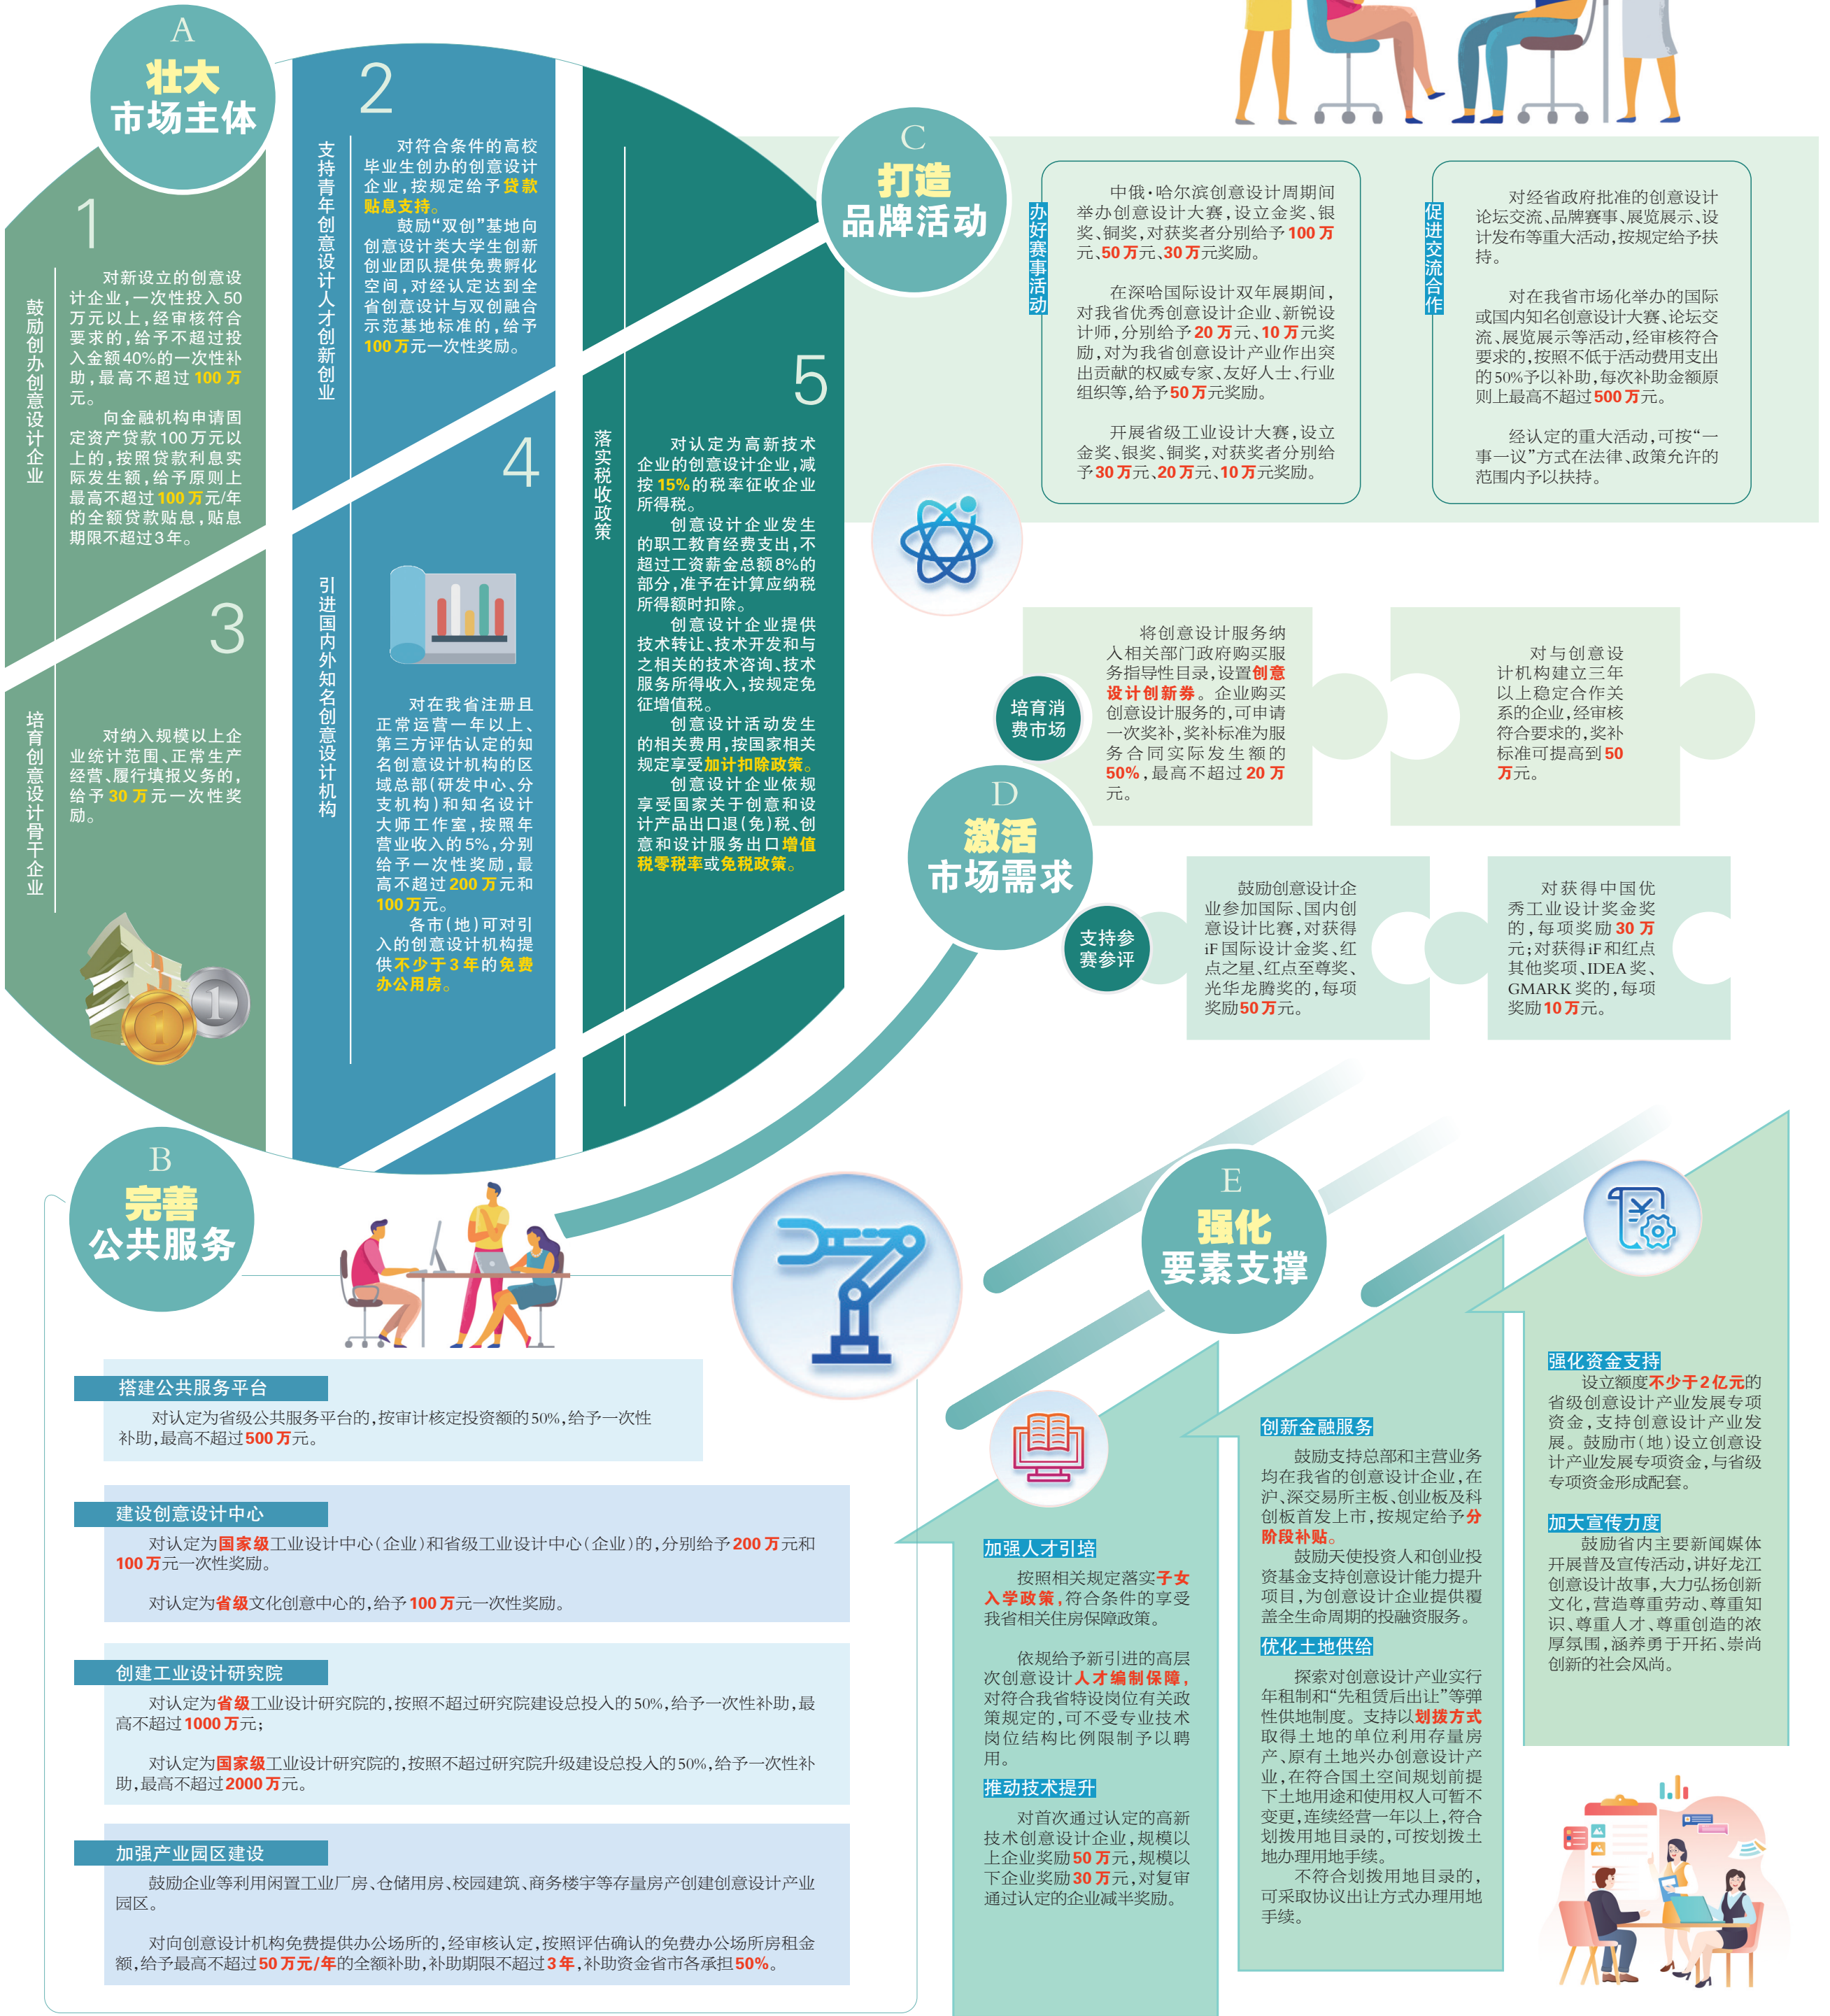 A
壮大
市场主体
1
鼓励创办创意设计企业
对新设立的创意设
计企业,一次性投入50
万元以上,经审核符合
要求的,给予不超过投
入金额40%的一次性补
助,最高不超过100万
元。
向金融机构申请固
定资产贷款100万元以
上的,按照贷款利息实
际发生额,给予原则上
最高不超过100万元/年
的全额贷款贴息,贴息
期限不超过3年。
2
支持青年创意设计人才创新创业
对符合条件的高校
毕业生创办的创意设计
企业,按规定给予贷款
贴息支持。
鼓励“双创”基地向
创意设计类大学生创新
创业团队提供免费孵化
空间,对经认定达到全
省创意设计与双创融合
示范基地标准的,给予
100万元一次性奖励。
3
培育创意设计骨干企业
对纳入规模以上企
业统计范围、正常生产
经营、履行填报义务的,
给予30万元一次性奖
励。
4
引进国内外知名创意设计机构
对在我省注册且
正常运营一年以上、
第三方评估认定的知
名创意设计机构的区
域总部(研发中心、分
支机构)和知名设计
大师工作室,按照年
营业收入的5%,分别
给予一次性奖励,最
高不超过200万元和
100万元。
各市(地)可对引
入的创意设计机构提
供不少于3年的免费
办公用房。
5
落实税收政策
对认定为高新技术
企业的创意设计企业,减
按15%的税率征收企业
所得税。
创意设计企业发生
的职工教育经费支出,不
超过工资薪金总额8%的
部分,准予在计算应纳税
所得额时扣除。
创意设计企业提供
技术转让、技术开发和与
之相关的技术咨询、技术
服务所得收入,按规定免
征增值税。
创意设计活动发生
的相关费用,按国家相关
规定享受加计扣除政策。
创意设计企业依规
享受国家关于创意和设
计产品出口退(免)税、创
意和设计服务出口增值
税零税率或免税政策。
B
完善
公共服务
搭建公共服务平台
对认定为省级公共服务平台的,按审计核定投资额的50%,给予一次性
补助,最高不超过500万元。
建设创意设计中心
对认定为国家级工业设计中心(企业)和省级工业设计中心(企业)的,分别给予200万元和
100万元一次性奖励。
对认定为省级文化创意中心的,给予100万元一次性奖励。
创建工业设计研究院
对认定为省级工业设计研究院的,按照不超过研究院建设总投入的50%,给予一次性补助,最
高不超过1000万元;
对认定为国家级工业设计研究院的,按照不超过研究院升级建设总投入的50%,给予一次性补
助,最高不超过2000万元。
加强产业园区建设
鼓励企业等利用闲置工业厂房、仓储用房、校园建筑、商务楼宇等存量房产创建创意设计产业
园区。
对向创意设计机构免费提供办公场所的,经审核认定,按照评估确认的免费办公场所房租金
额,给予最高不超过50万元/年的全额补助,补助期限不超过3年,补助资金省市各承担50%。
C
打造
品牌活动
办好赛事活动
中俄·哈尔滨创意设计周期间
举办创意设计大赛,设立金奖、银
奖、铜奖,对获奖者分别给予100万
元、50万元、30万元奖励。
在深哈国际设计双年展期间,
对我省优秀创意设计企业、新锐设
计师,分别给予20万元、10万元奖
励,对为我省创意设计产业作出突
出贡献的权威专家、友好人士、行业
组织等,给予50万元奖励。
开展省级工业设计大赛,设立
金奖、银奖、铜奖,对获奖者分别给
予30万元、20万元、10万元奖励。
促进交流合作
对经省政府批准的创意设计
论坛交流、品牌赛事、展览展示、设
计发布等重大活动,按规定给予扶
持。
对在我省市场化举办的国际
或国内知名创意设计大赛、论坛交
流、展览展示等活动,经审核符合
要求的,按照不低于活动费用支出
的50%予以补助,每次补助金额原
则上最高不超过500万元。
经认定的重大活动,可按“一
事一议”方式在法律、政策允许的
范围内予以扶持。
D
激活
市场需求
培育消
费市场
将创意设计服务纳
入相关部门政府购买服
务指导性目录,设置创意
设计创新券。企业购买
创意设计服务的,可申请
一次奖补,奖补标准为服
务合同实际发生额的
50%,最高不超过20万
元。
对与创意设
计机构建立三年
以上稳定合作关
系的企业,经审核
符合要求的,奖补
标准可提高到50
万元。
支持参
赛参评
鼓励创意设计企
业参加国际、国内创
意设计比赛,对获得
iF国际设计金奖、红
点之星、红点至尊奖、
光华龙腾奖的,每项
奖励50万元。
对获得中国优
秀工业设计奖金奖
的,每项奖励30万
元;对获得iF和红点
其他奖项、IDEA奖、
GMARK奖的,每项
奖励10万元。
E
强化
要素支撑
加强人才引培
按照相关规定落实子女
入学政策,符合条件的享受
我省相关住房保障政策。
依规给予新引进的高层
次创意设计人才编制保障,
对符合我省特设岗位有关政
策规定的,可不受专业技术
岗位结构比例限制予以聘
用。
推动技术提升
对首次通过认定的高新
技术创意设计企业,规模以
上企业奖励50万元,规模以
下企业奖励30万元,对复审
通过认定的企业减半奖励。
创新金融服务
鼓励支持总部和主营业务
均在我省的创意设计企业,在
沪、深交易所主板、创业板及科
创板首发上市,按规定给予分
阶段补贴。
鼓励天使投资人和创业投
资基金支持创意设计能力提升
项目,为创意设计企业提供覆
盖全生命周期的投融资服务。
优化土地供给
探索对创意设计产业实行
年租制和“先租赁后出让”等弹
性供地制度。支持以划拨方式
取得土地的单位利用存量房
产、原有土地兴办创意设计产
业,在符合国土空间规划前提
下土地用途和使用权人可暂不
变更,连续经营一年以上,符合
划拨用地目录的,可按划拨土
地办理用地手续。
不符合划拨用地目录的,
可采取协议出让方式办理用地
手续。
强化资金支持
设立额度不少于2亿元的
省级创意设计产业发展专项
资金,支持创意设计产业发
展。鼓励市(地)设立创意设
计产业发展专项资金,与省级
专项资金形成配套。
加大宣传力度
鼓励省内主要新闻媒体
开展普及宣传活动,讲好龙江
创意设计故事,大力弘扬创新
文化,营造尊重劳动、尊重知
识、尊重人才、尊重创造的浓
厚氛围,涵养勇于开拓、崇尚
创新的社会风尚。